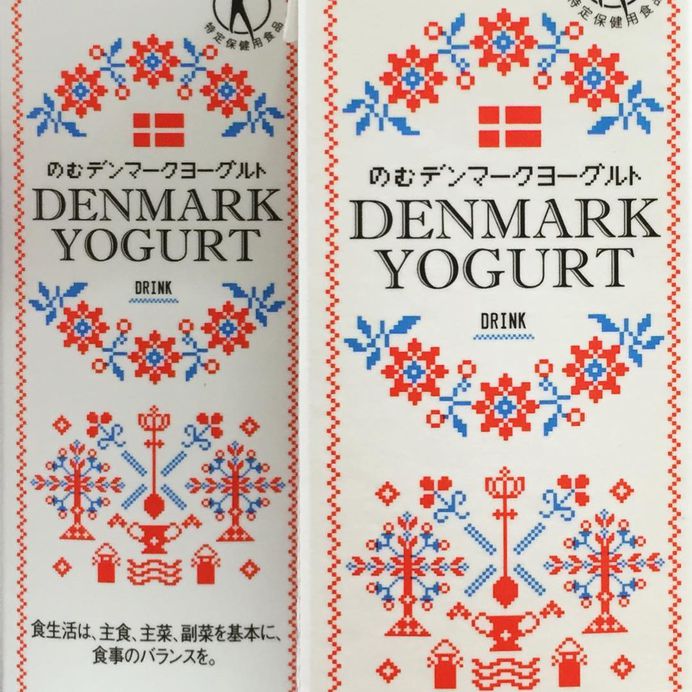 特定保健用食品
のむデンマークヨーグルト
DENMARK
YOGURT
DRINK
食生活は、主食、主菜、副菜を基本に、
食事のバランスを。
特定保健用食品
のむデンマークヨーグルト
DENMARK
YOGURT
DRINK